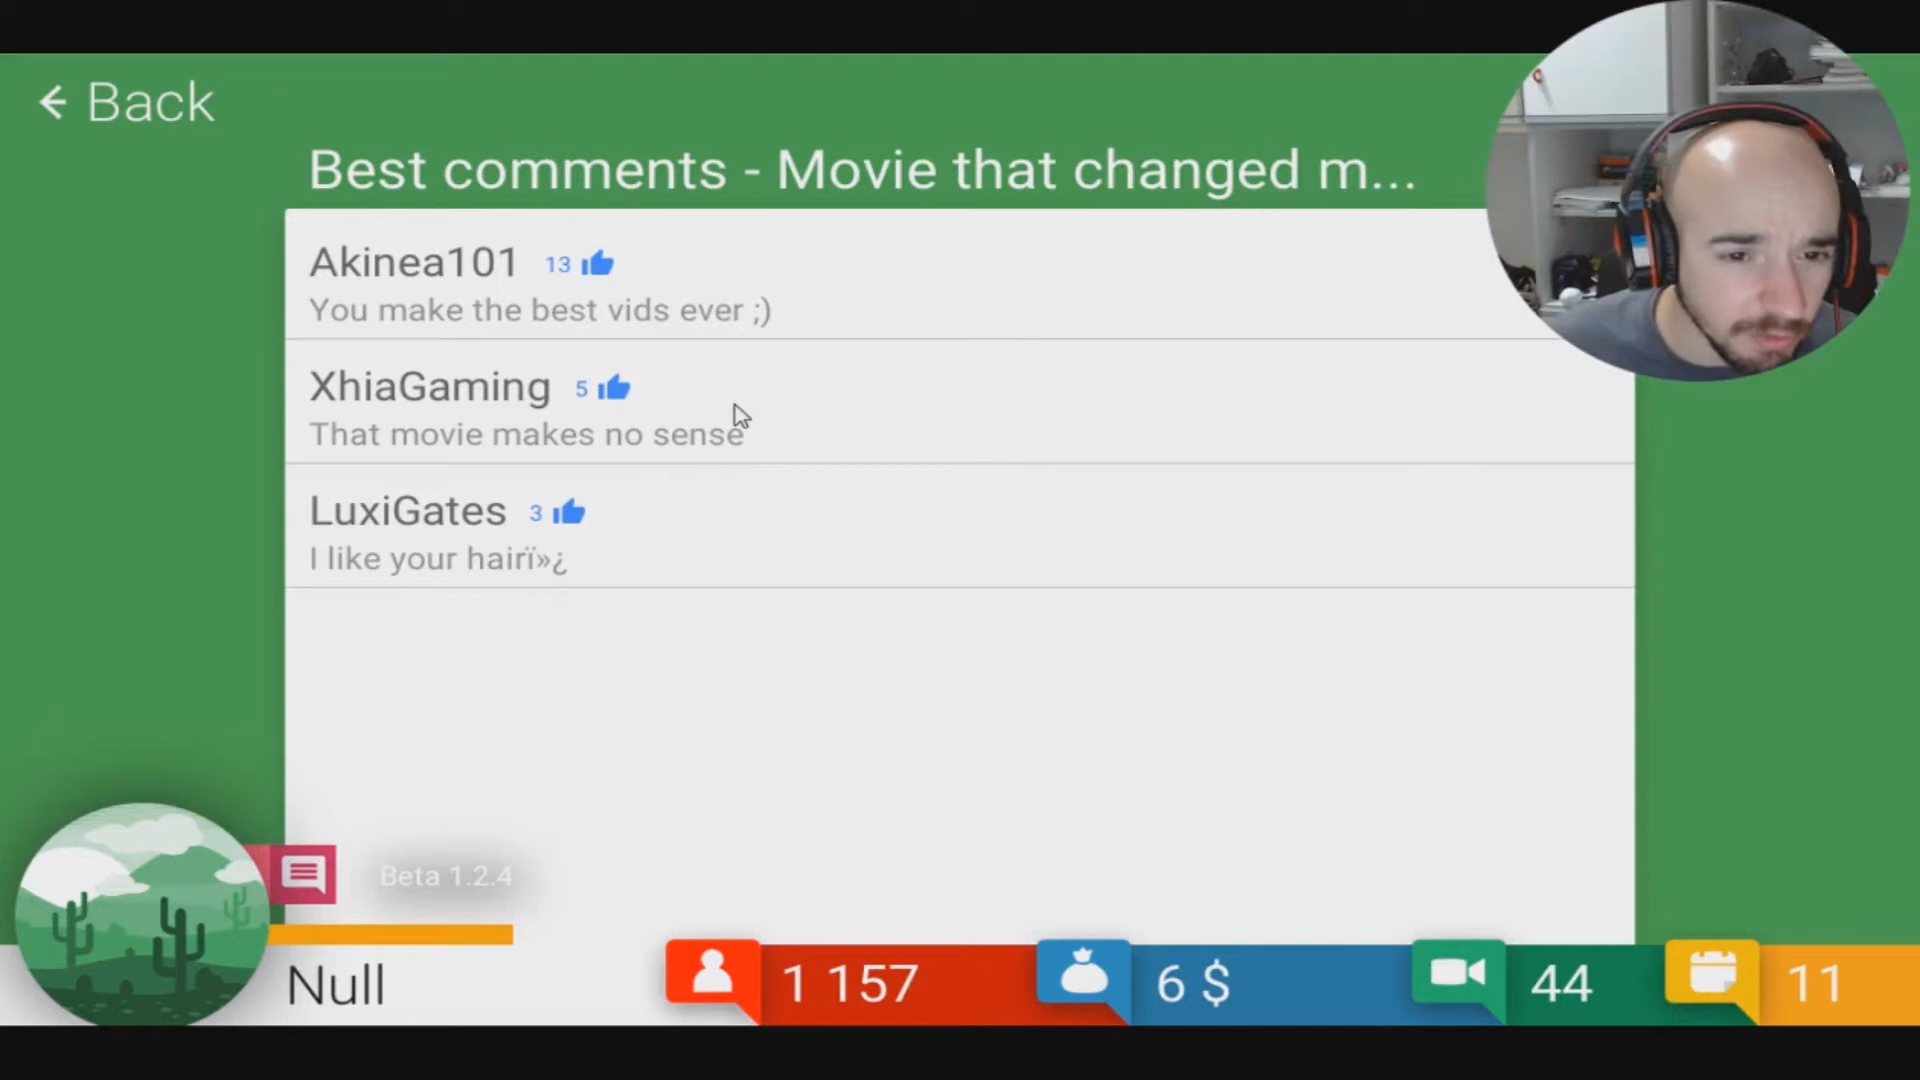 Back
Best comments - Movie that changed m...
Akinea101 13
You make the best vids ever ;)
XhiaGaming 5
That movie makes no sense
LuxiGates 3
I like your hairï»¿
Beta 1.2.4
Null
1 157
6 $
44
11